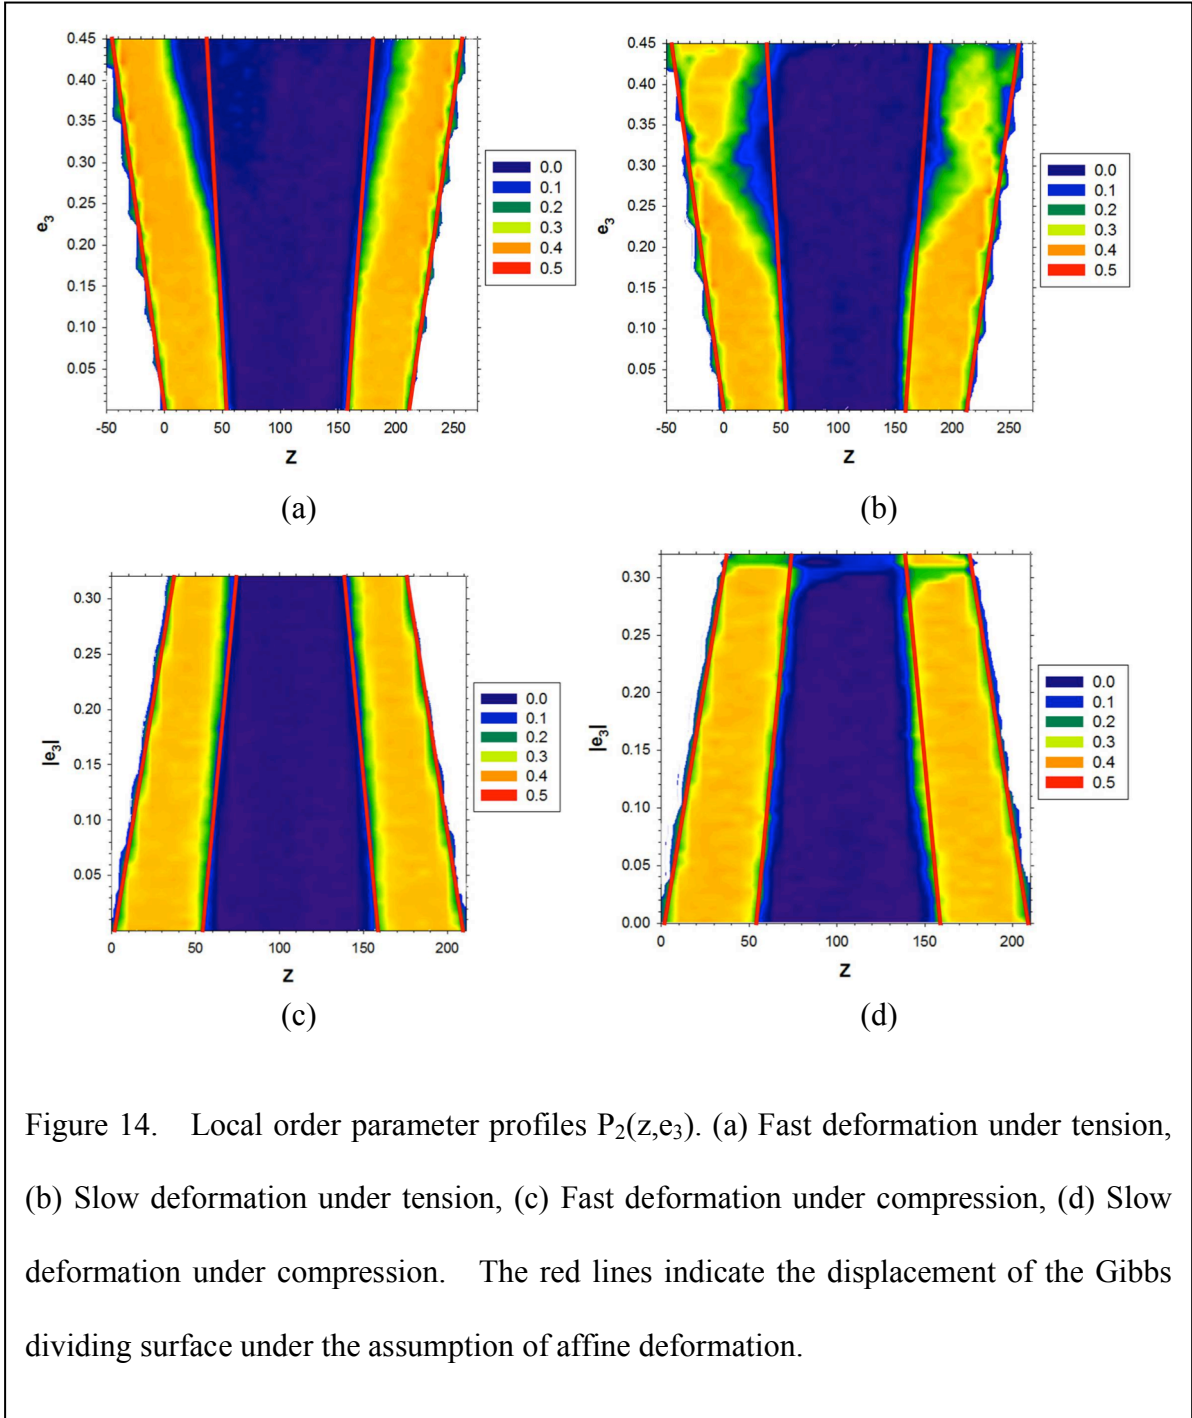 0.45
0.40
0.35
0.30
0.25
0.20
0.15
0.10
0.05
e3
-50 0 50 100 150 200 250
Z
0.0
0.1
0.2
0.3
0.4
0.5
(a)
0.45
0.40
0.35
0.30
0.25
0.20
0.15
0.10
0.05
e3
-50 0 50 100 150 200 250
Z
0.0
0.1
0.2
0.3
0.4
0.5
(b)
0.30
0.25
0.20
0.15
0.10
0.05
|e3|
0 50 100 150 200
Z
0.0
0.1
0.2
0.3
0.4
0.5
(c)
0.30
0.25
0.20
0.15
0.10
0.05
0.00
|e3|
0 50 100 150 200
Z
0.0
0.1
0.2
0.3
0.4
0.5
(d)
Figure 14. Local order parameter profiles P2(z,e3). (a) Fast deformation under tension,
(b) Slow deformation under tension, (c) Fast deformation under compression, (d) Slow
deformation under compression. The red lines indicate the displacement of the Gibbs
dividing surface under the assumption of affine deformation.